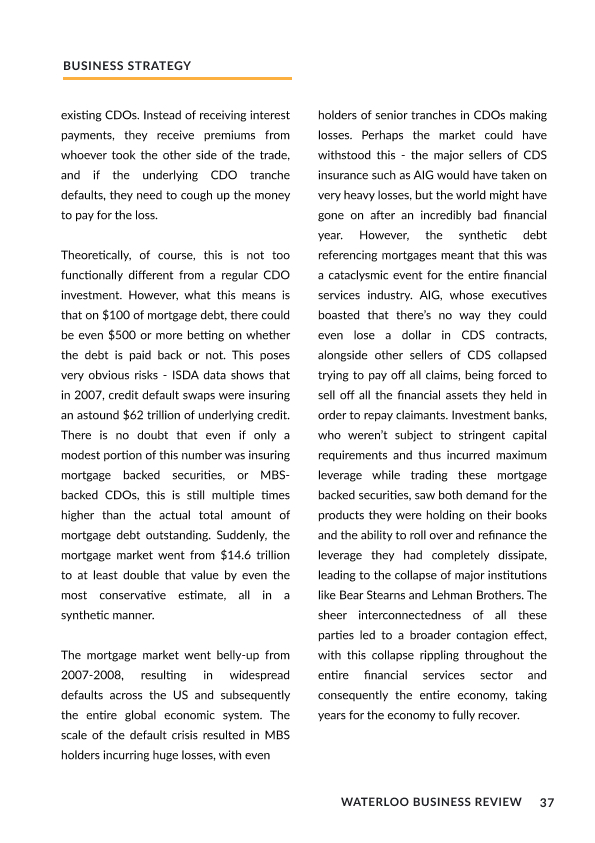 BUSINESS STRATEGY
existing CDOs. Instead of receiving interest
payments, they receive premiums from
whoever took the other side of the trade,
and if the underlying CDO tranche
defaults, they need to cough up the money
to pay for the loss.
Theoretically, of course, this is not too
functionally different from a regular CDO
investment. However, what this means is
that on $100 of mortgage debt, there could
be even $500 or more betting on whether
the debt is paid back or not. This poses
very obvious risks - ISDA data shows that
in 2007, credit default swaps were insuring
an astound $62 trillion of underlying credit.
There is no doubt that even if only a
modest portion of this number was insuring
mortgage backed securities, or MBS-
backed CDOs, this is still multiple times
higher than the actual total amount of
mortgage debt outstanding. Suddenly, the
mortgage market went from $14.6 trillion
to at least double that value by even the
most conservative estimate, all in a
synthetic manner.
The mortgage market went belly-up from
2007-2008, resulting in widespread
defaults across the US and subsequently
the entire global economic system. The
scale of the default crisis resulted in MBS
holders incurring huge losses, with even
holders of senior tranches in CDOs making
losses. Perhaps the market could have
withstood this - the major sellers of CDS
insurance such as AIG would have taken on
very heavy losses, but the world might have
gone on after an incredibly bad financial
year. However, the synthetic debt
referencing mortgages meant that this was
a cataclysmic event for the entire financial
services industry. AIG, whose executives
boasted that there's no way they could
even lose a dollar in CDS contracts,
alongside other sellers of CDS collapsed
trying to pay off all claims, being forced to
sell off all the financial assets they held in
order to repay claimants. Investment banks,
who weren't subject to stringent capital
requirements and thus incurred maximum
leverage while trading these mortgage
backed securities, saw both demand for the
products they were holding on their books
and the ability to roll over and refinance the
leverage they had completely dissipate,
leading to the collapse of major institutions
like Bear Stearns and Lehman Brothers. The
sheer interconnectedness of all these
parties led to a broader contagion effect,
with this collapse rippling throughout the
entire financial services sector and
consequently the entire economy, taking
years for the economy to fully recover.
WATERLOO BUSINESS REVIEW 37